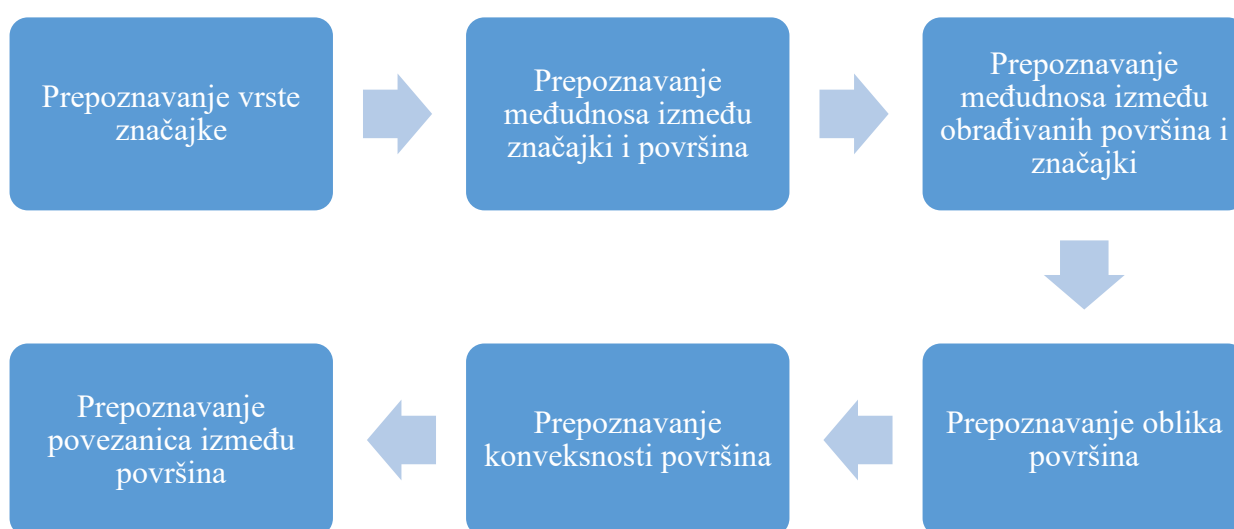 Prepoznavanje vrste
značajke
Prepoznavanje
međudnosa između
značajki i površina
Prepoznavanje
međudnosa između
obrađivanih površina i
značajki
Prepoznavanje oblika
površina
Prepoznavanje
konveksnosti površina
Prepoznavanje
povezanica između
površina